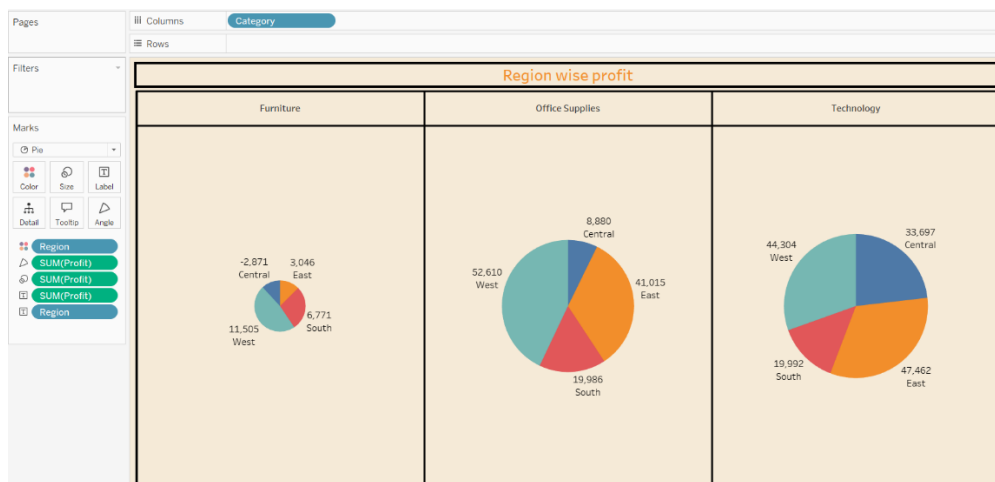 Pages
iii Columns
Category
Rows
Filters
Region wise profit
Furniture
Office Supplies
Technology
Marks
Pie
Color
Size
Label
Detail
Tooltip
Angle
Region
SUM(Profit)
SUM(Profit)
SUM(Profit)
Region
-2,871
Central
3,046
East
6,771
South
11,505
West
8,880
Central
41,015
East
19,986
South
52,610
West
33,697
Central
47,462
East
19,992
South
44,304
West